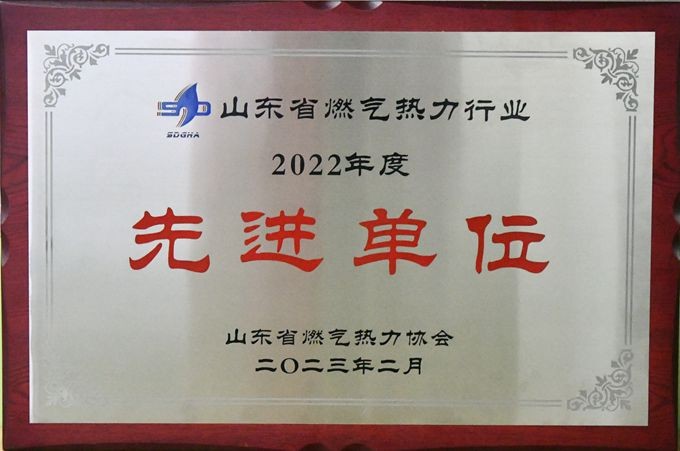 山东省燃气热力行业
SDGHA
2022年度
先进单位
山东省燃气热力协会
二〇二三年二月